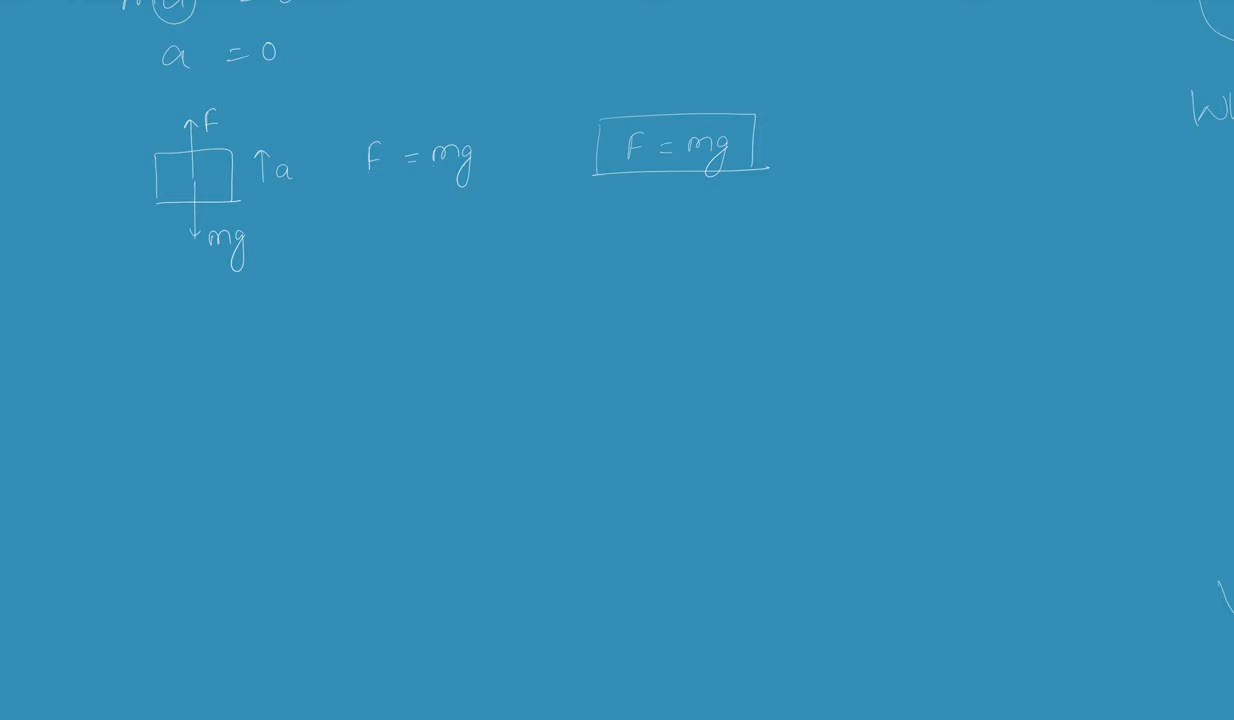 a = 0
F
a
F = mg
F = mg
mg